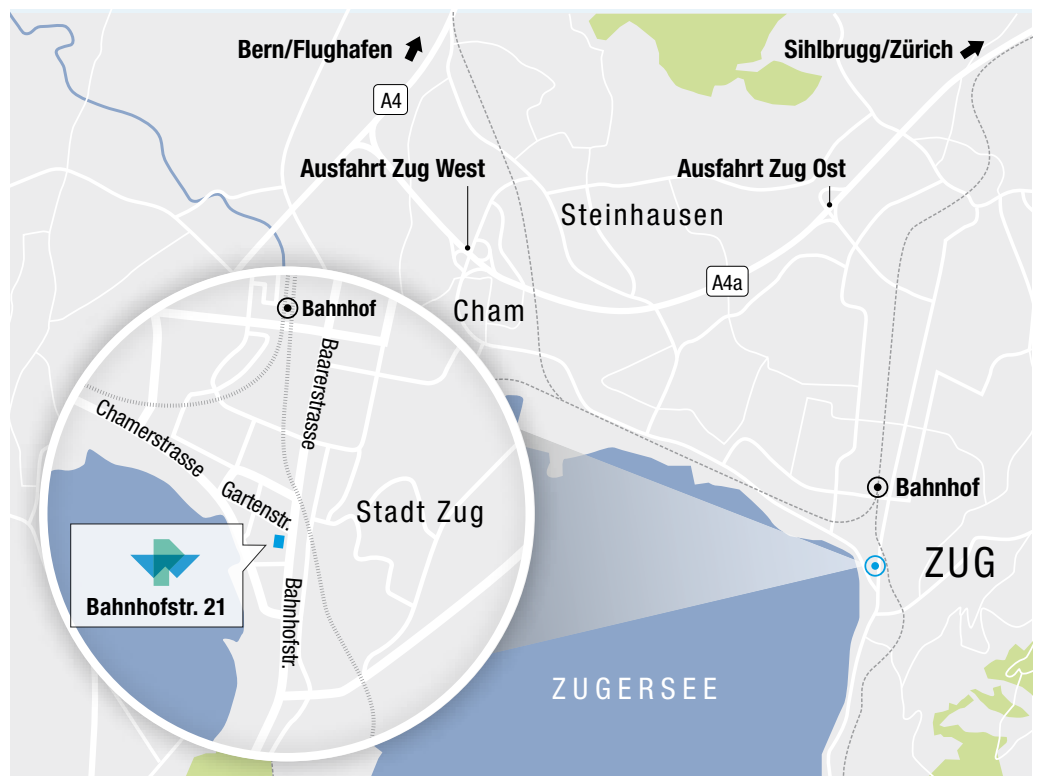 Bern/Flughafen
Sihlbrugg/Zürich
A4
Ausfahrt Zug West
Ausfahrt Zug Ost
Steinhausen
A4a
Cham
Bahnhof
Baarerstrasse
Chamerstrasse
Gartenstr.
Stadt Zug
Bahnhofstr. 21
Bahnhofstr.
Bahnhof
ZUG
ZUGERSEE